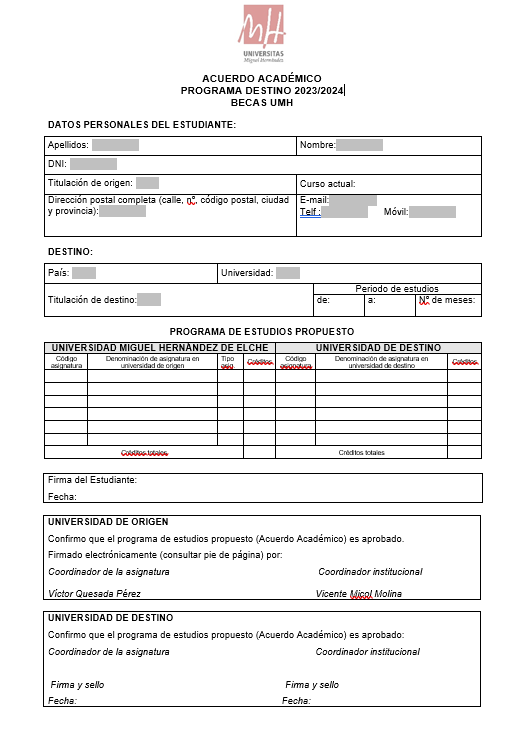 UNIVERSITAS
Miguel Hernández
ACUERDO ACADÉMICO
PROGRAMA DESTINO 2023/2024
BECAS UMH
DATOS PERSONALES DEL ESTUDIANTE:
Apellidos:
Nombre:
DNI:
Titulación de origen:
Curso actual:
Dirección postal completa (calle, nº, código postal, ciudad
y provincia):
E-mail:
Telf.: Móvil:
DESTINO:
País:
Universidad:
Titulación de destino:
Periodo de estudios
de: a: Nº de meses:
PROGRAMA DE ESTUDIOS PROPUESTO
UNIVERSIDAD MIGUEL HERNÁNDEZ DE ELCHE UNIVERSIDAD DE DESTINO
Código
asignatura
Denominación de asignatura en
universidad de origen
Tipo
asig.
Créditos
Código
asignatura
Denominación de asignatura en
universidad de destino
Créditos
Créditos totales Créditos totales
Firma del Estudiante:
Fecha:
UNIVERSIDAD DE ORIGEN
Confirmo que el programa de estudios propuesto (Acuerdo Académico) es aprobado.
Firmado electrónicamente (consultar pie de página) por:
Coordinador de la asignatura Coordinador institucional
Víctor Quesada Pérez Vicente Micol Molina
UNIVERSIDAD DE DESTINO
Confirmo que el programa de estudios propuesto (Acuerdo Académico) es aprobado:
Coordinador de la asignatura Coordinador institucional
Firma y sello Firma y sello
Fecha: Fecha: